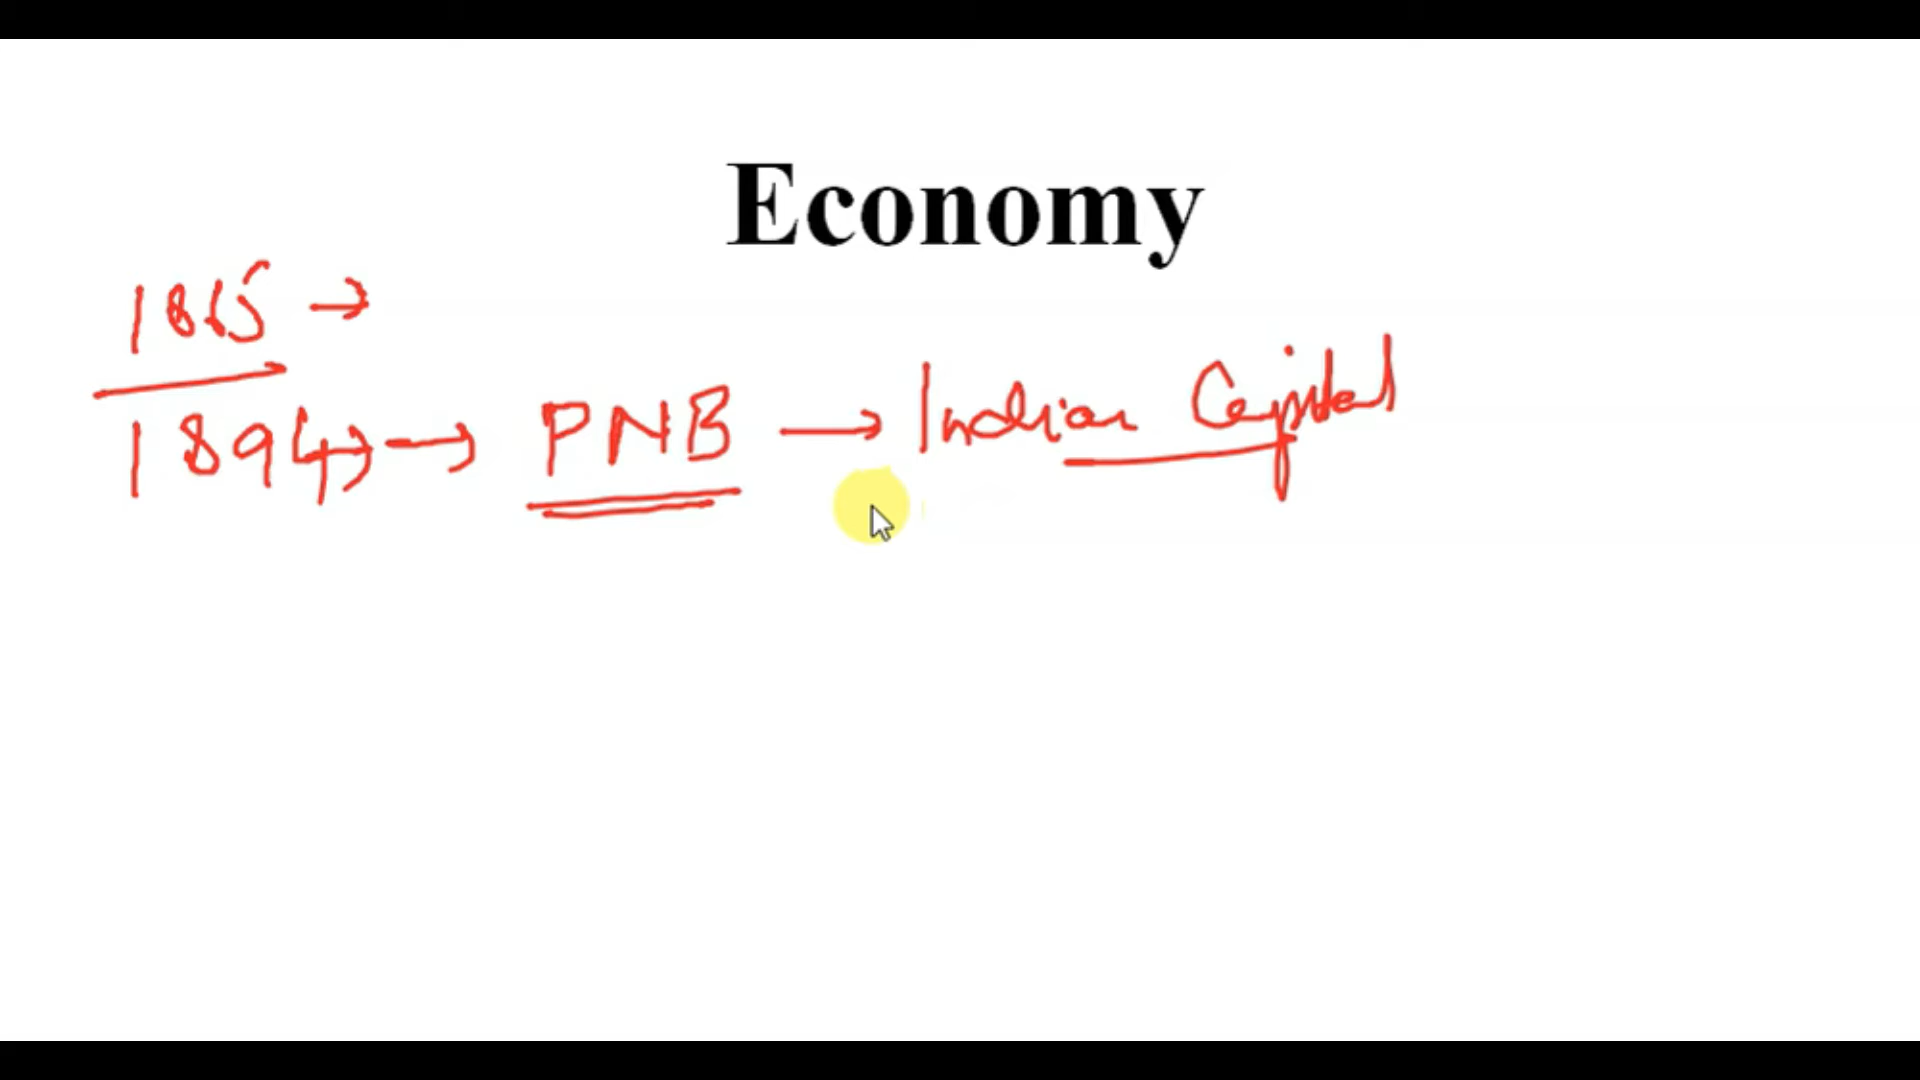 Economy
1865 →
1894 → → PNB → Indian Capital